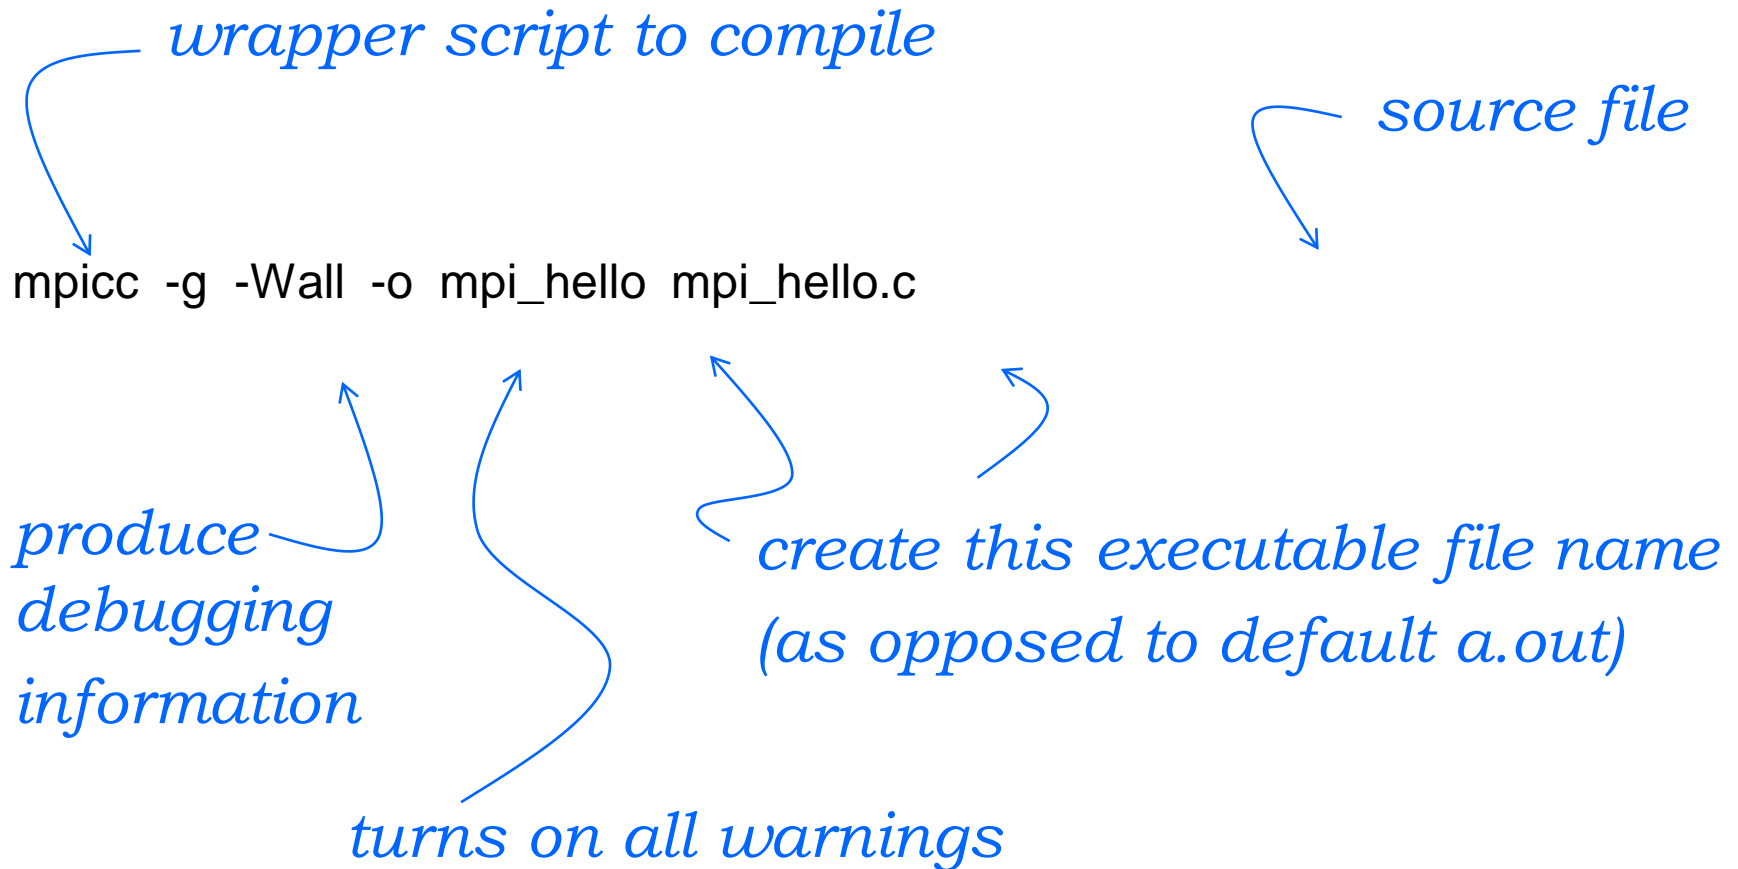 wrapper script to compile
source file
mpicc -g -Wall -o mpi_hello mpi_hello.c
produce
debugging
information
create this executable file name
(as opposed to default a.out)
turns on all warnings